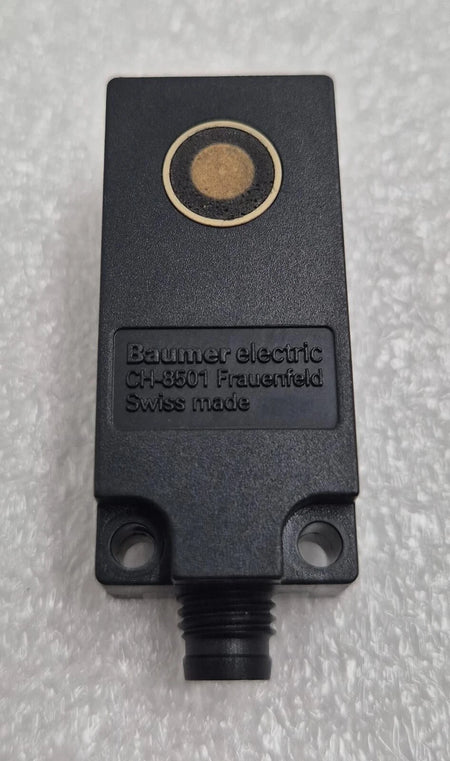 Baumer electric
CH-8501 Frauenfeld
Swiss made